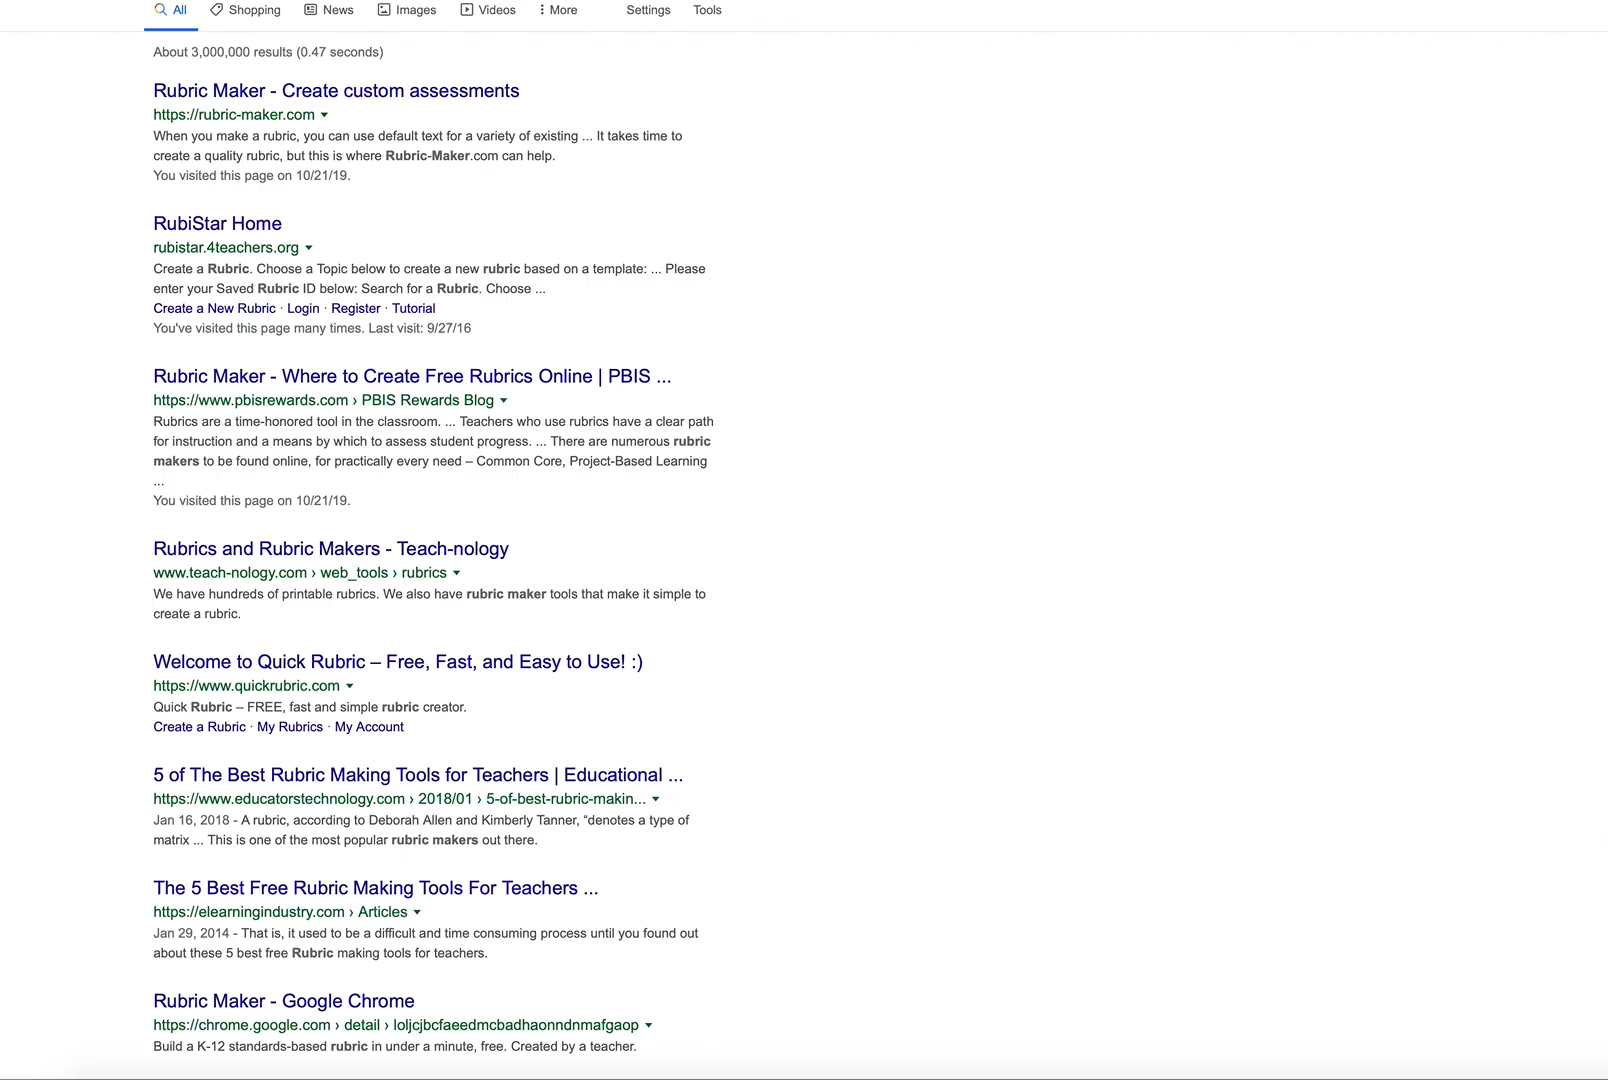 All Shopping News Images Videos More Settings Tools
About 3,000,000 results (0.47 seconds)
Rubric Maker - Create custom assessments
https://rubric-maker.com
When you make a rubric, you can use default text for a variety of existing ... It takes time to
create a quality rubric, but this is where Rubric-Maker.com can help.
You visited this page on 10/21/19.
RubiStar Home
rubistar.4teachers.org
Create a Rubric. Choose a Topic below to create a new rubric based on a template: ... Please
enter your Saved Rubric ID below: Search for a Rubric. Choose ...
Create a New Rubric · Login · Register · Tutorial
You've visited this page many times. Last visit: 9/27/16
Rubric Maker - Where to Create Free Rubrics Online | PBIS ...
https://www.pbisrewards.com › PBIS Rewards Blog
Rubrics are a time-honored tool in the classroom. ... Teachers who use rubrics have a clear path
for instruction and a means by which to assess student progress. ... There are numerous rubric
makers to be found online, for practically every need – Common Core, Project-Based Learning
...
You visited this page on 10/21/19.
Rubrics and Rubric Makers - Teach-nology
www.teach-nology.com › web_tools › rubrics
We have hundreds of printable rubrics. We also have rubric maker tools that make it simple to
create a rubric.
Welcome to Quick Rubric – Free, Fast, and Easy to Use! :)
https://www.quickrubric.com
Quick Rubric – FREE, fast and simple rubric creator.
Create a Rubric · My Rubrics · My Account
5 of The Best Rubric Making Tools for Teachers | Educational ...
https://www.educatorstechnology.com › 2018/01 › 5-of-best-rubric-makin...
Jan 16, 2018 - A rubric, according to Deborah Allen and Kimberly Tanner, “denotes a type of
matrix ... This is one of the most popular rubric makers out there.
The 5 Best Free Rubric Making Tools For Teachers ...
https://elearningindustry.com › Articles
Jan 29, 2014 - That is, it used to be a difficult and time consuming process until you found out
about these 5 best free Rubric making tools for teachers.
Rubric Maker - Google Chrome
https://chrome.google.com › detail › loljcjbcfaeedmcbadhaonndnmafgaop
Build a K-12 standards-based rubric in under a minute, free. Created by a teacher.